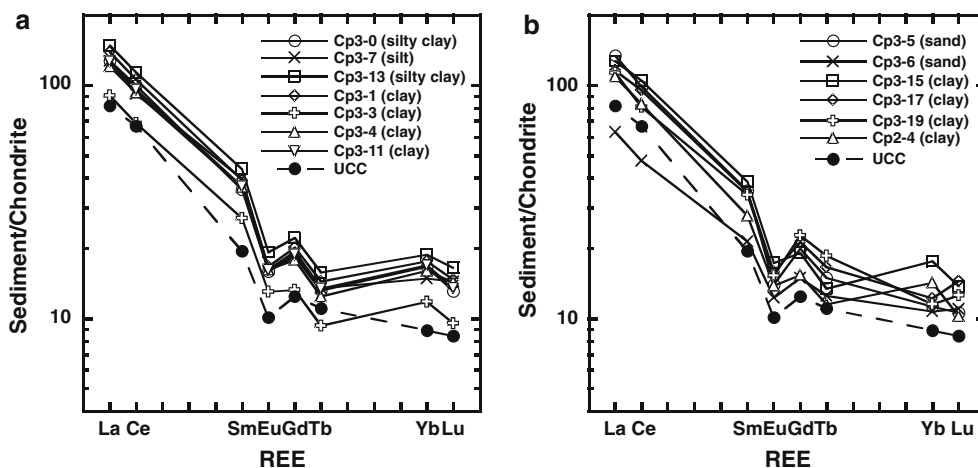 a
Sediment/Chondrite
100
10
Cp3-0 (silty clay)
Cp3-7 (silt)
Cp3-13 (silty clay)
Cp3-1 (clay)
Cp3-3 (clay)
Cp3-4 (clay)
Cp3-11 (clay)
UCC
La Ce SmEuGdTb Yb Lu
REE
b
Sediment/Chondrite
100
10
Cp3-5 (sand)
Cp3-6 (sand)
Cp3-15 (clay)
Cp3-17 (clay)
Cp3-19 (clay)
Cp2-4 (clay)
UCC
La Ce SmEuGdTb Yb Lu
REE